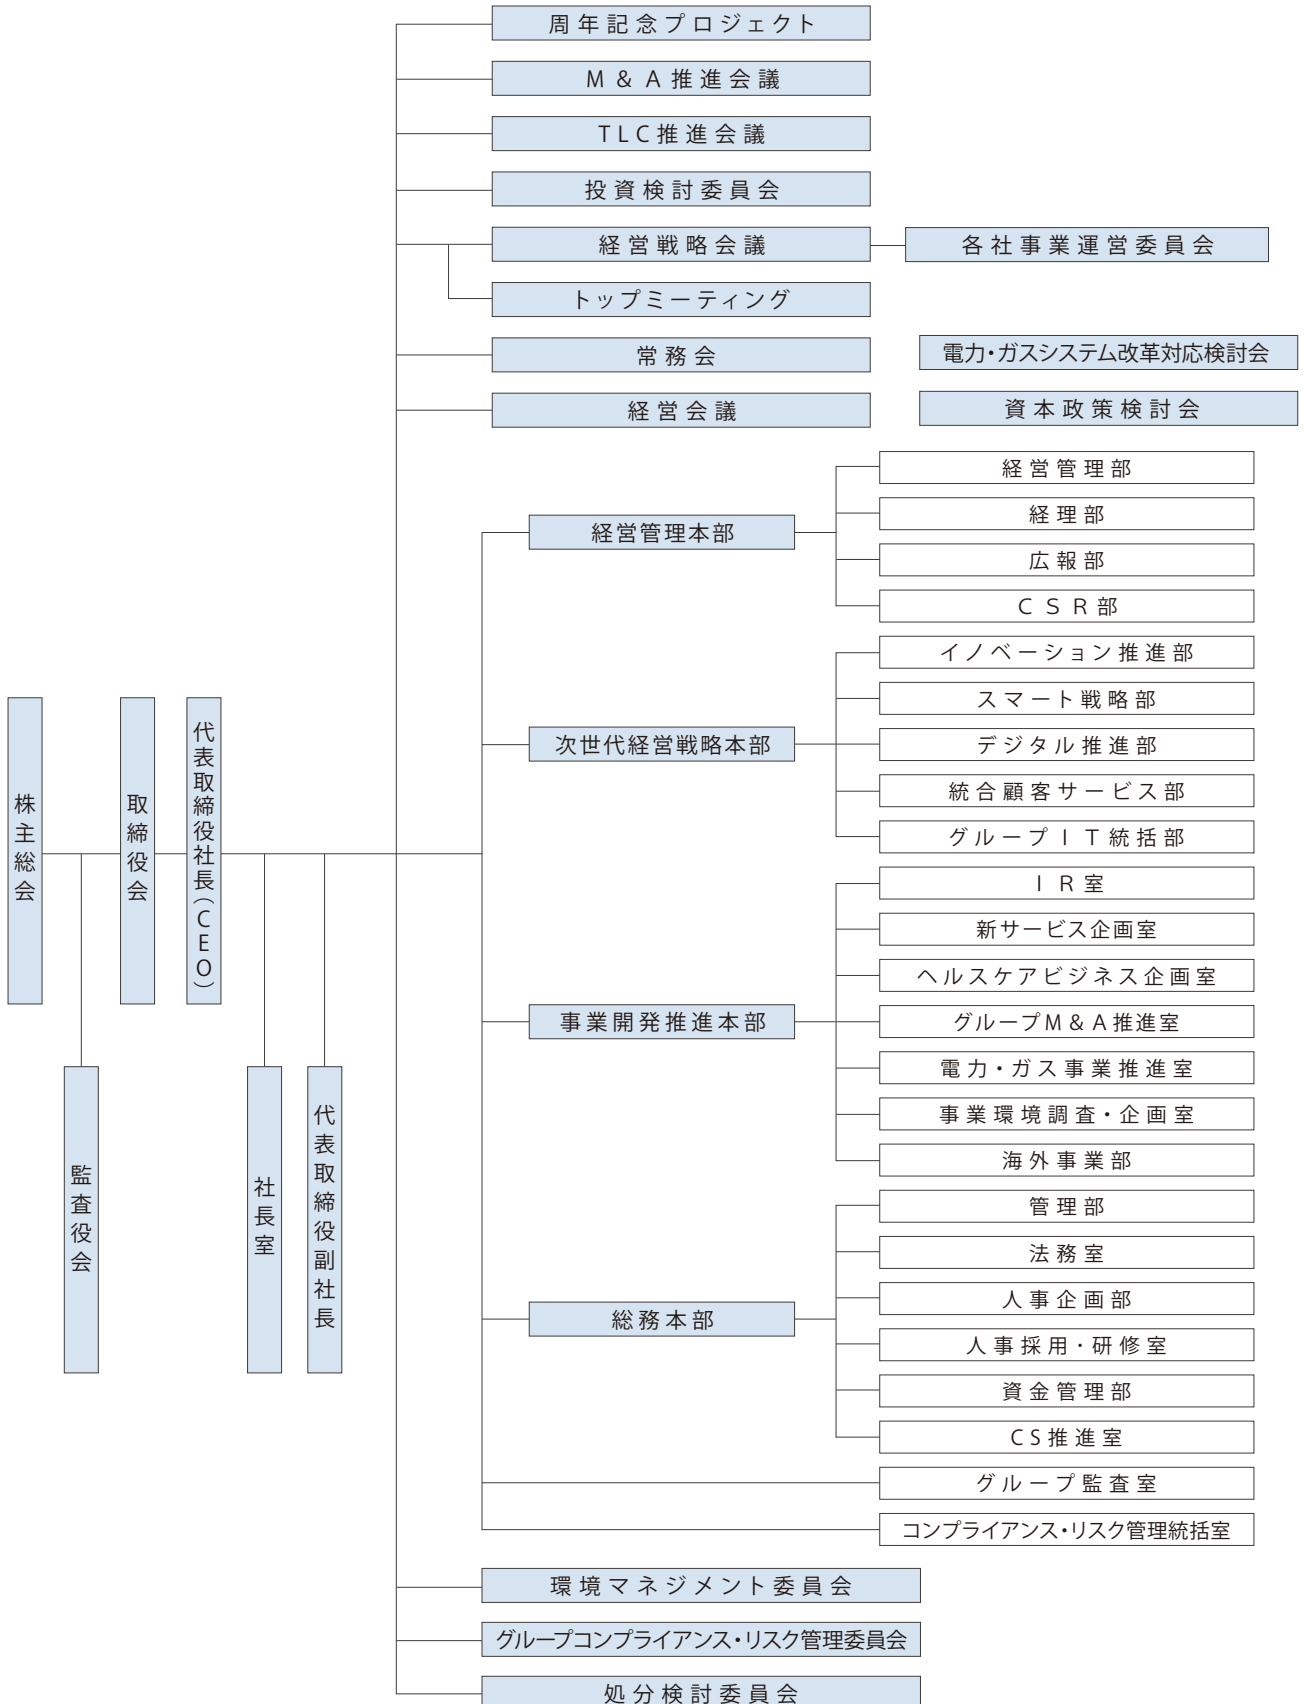 周年記念プロジェクト
M & A推進会議
TLC推進会議
投資検討委員会
経営戦略会議
各社事業運営委員会
トップミーティング
常務会
電力・ガスシステム改革対応検討会
経営会議
資本政策検討会
経営管理本部
経営管理部
経理部
広報部
CSR部
次世代経営戦略本部
イノベーション推進部
スマート戦略部
デジタル推進部
統合顧客サービス部
グループIT統括部
株主総会
取締役会
代表取締役社長(CEO)
監査役会
社長室
代表取締役副社長
事業開発推進本部
IR室
新サービス企画室
ヘルスケアビジネス企画室
グループM & A推進室
電力・ガス事業推進室
事業環境調査・企画室
海外事業部
総務本部
管理部
法務室
人事企画部
人事採用・研修室
資金管理部
CS推進室
グループ監査室
コンプライアンス・リスク管理統括室
環境マネジメント委員会
グループコンプライアンス・リスク管理委員会
処分検討委員会